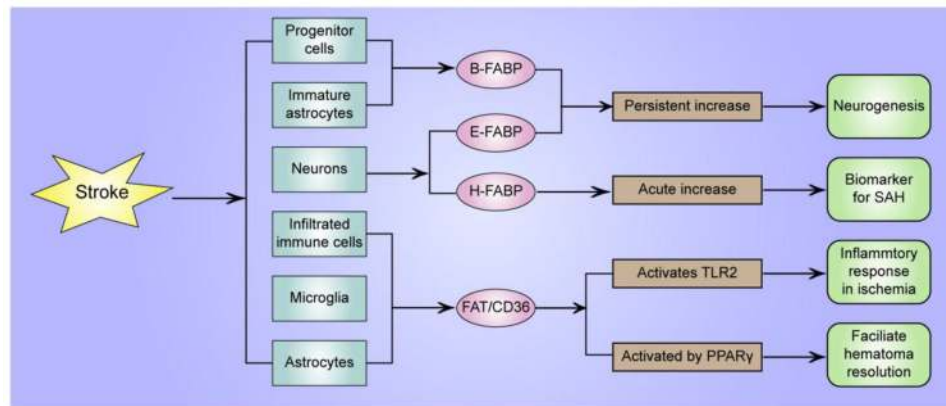 Stroke
Progenitor
cells
Immature
astrocytes
Neurons
Infiltrated
immune cells
Microglia
Astrocytes
B-FABP
E-FABP
H-FABP
FAT/CD36
Persistent increase
Acute increase
Activates TLR2
Activated by PPARγ
Neurogenesis
Biomarker
for SAH
Inflammtory
response
in ischemia
Faciliate
hematoma
resolution